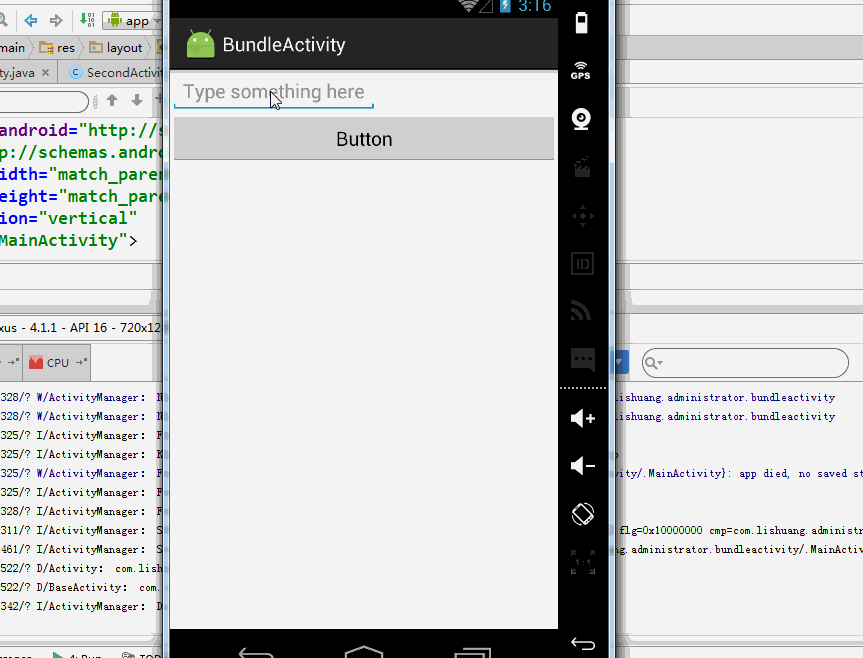 3:16
app
main res layout
BundleActivity
ty.java SecondActivi
GPS
Type something here
Button
android="http://s
p://schemas.andro
idth="match_pare
eight="match_pare
ion="vertical"
MainActivity">
ID
xus - 4.1.1 - API 16 - 720x12
CPU
328/? W/ActivityManager: lishuang.administrator.bundleactivity
328/? W/ActivityManager: lishuang.administrator.bundleactivity
325/? I/ActivityManager: F
325/? I/ActivityManager: K
325/? W/ActivityManager: F vity/.MainActivity}: app died, no saved st
325/? I/ActivityManager: F
328/? I/ActivityManager: F
311/? I/ActivityManager: S flg=0x10000000 cmp=com.lishuang.administr
461/? I/ActivityManager: S ng.administrator.bundleactivity/.MainActiv
522/? D/Activity: com.lish
522/? D/BaseActivity: com.
342/? I/ActivityManager: D
1:1
4: Run TOD